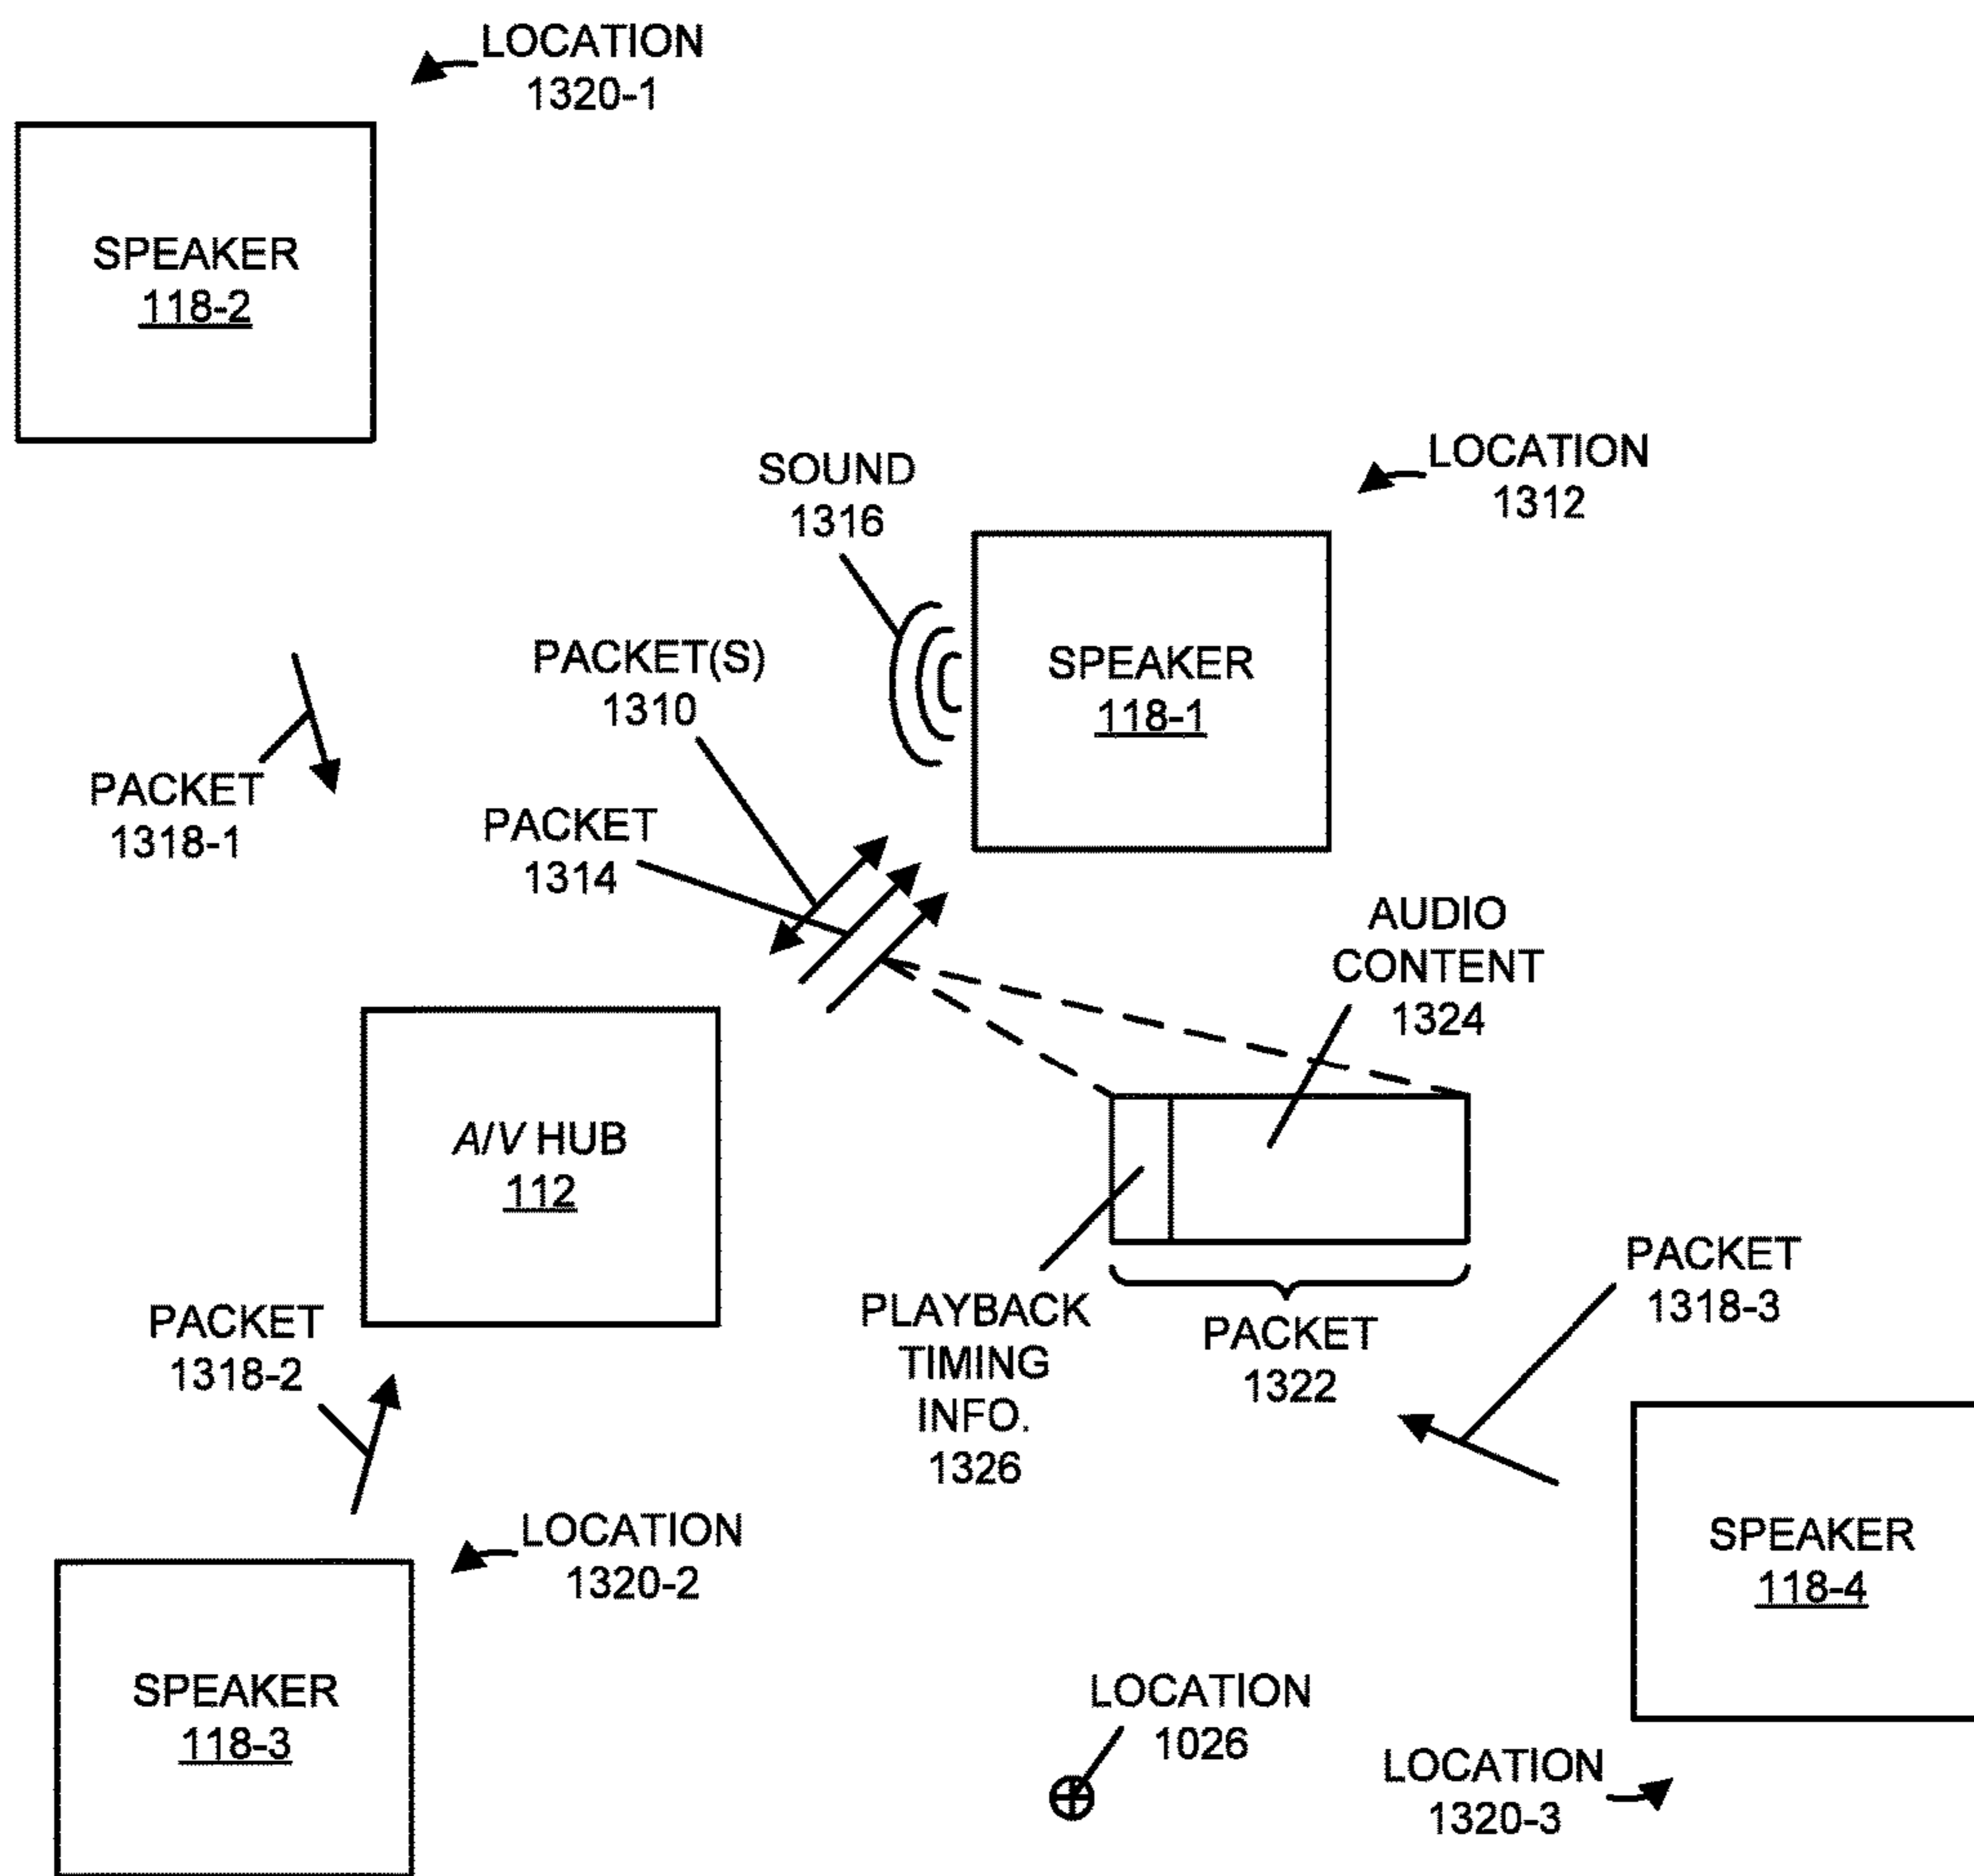 LOCATION
1320-1
SPEAKER
118-2
LOCATION
1312
SOUND
1316
PACKET(S)
1310
SPEAKER
118-1
PACKET
1318-1
PACKET
1314
AUDIO
CONTENT
1324
A/V HUB
112
PACKET
1318-3
PLAYBACK
TIMING
INFO.
1326
PACKET
1322
PACKET
1318-2
LOCATION
1320-2
SPEAKER
118-4
SPEAKER
118-3
LOCATION
1026
LOCATION
1320-3